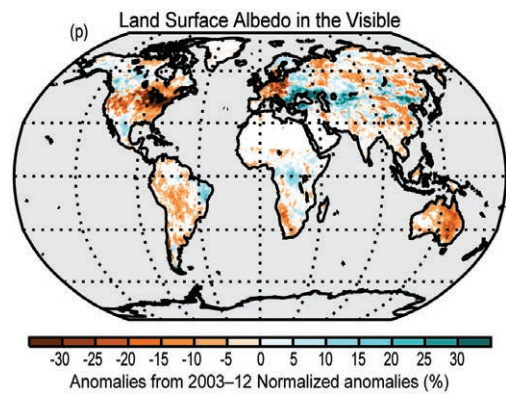 Land Surface Albedo in the Visible
(p)
-30 -25 -20 -15 -10 -5 0 5 10 15 20 25 30
Anomalies from 2003–12 Normalized anomalies (%)